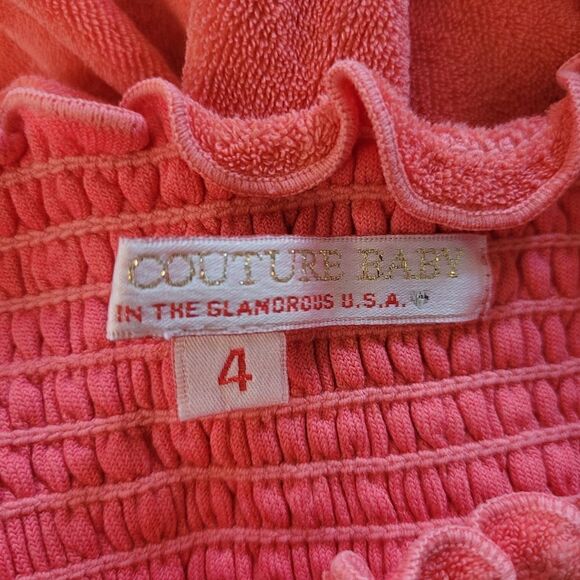 COUTURE BABY
IN THE GLAMOROUS U.S.A.
4